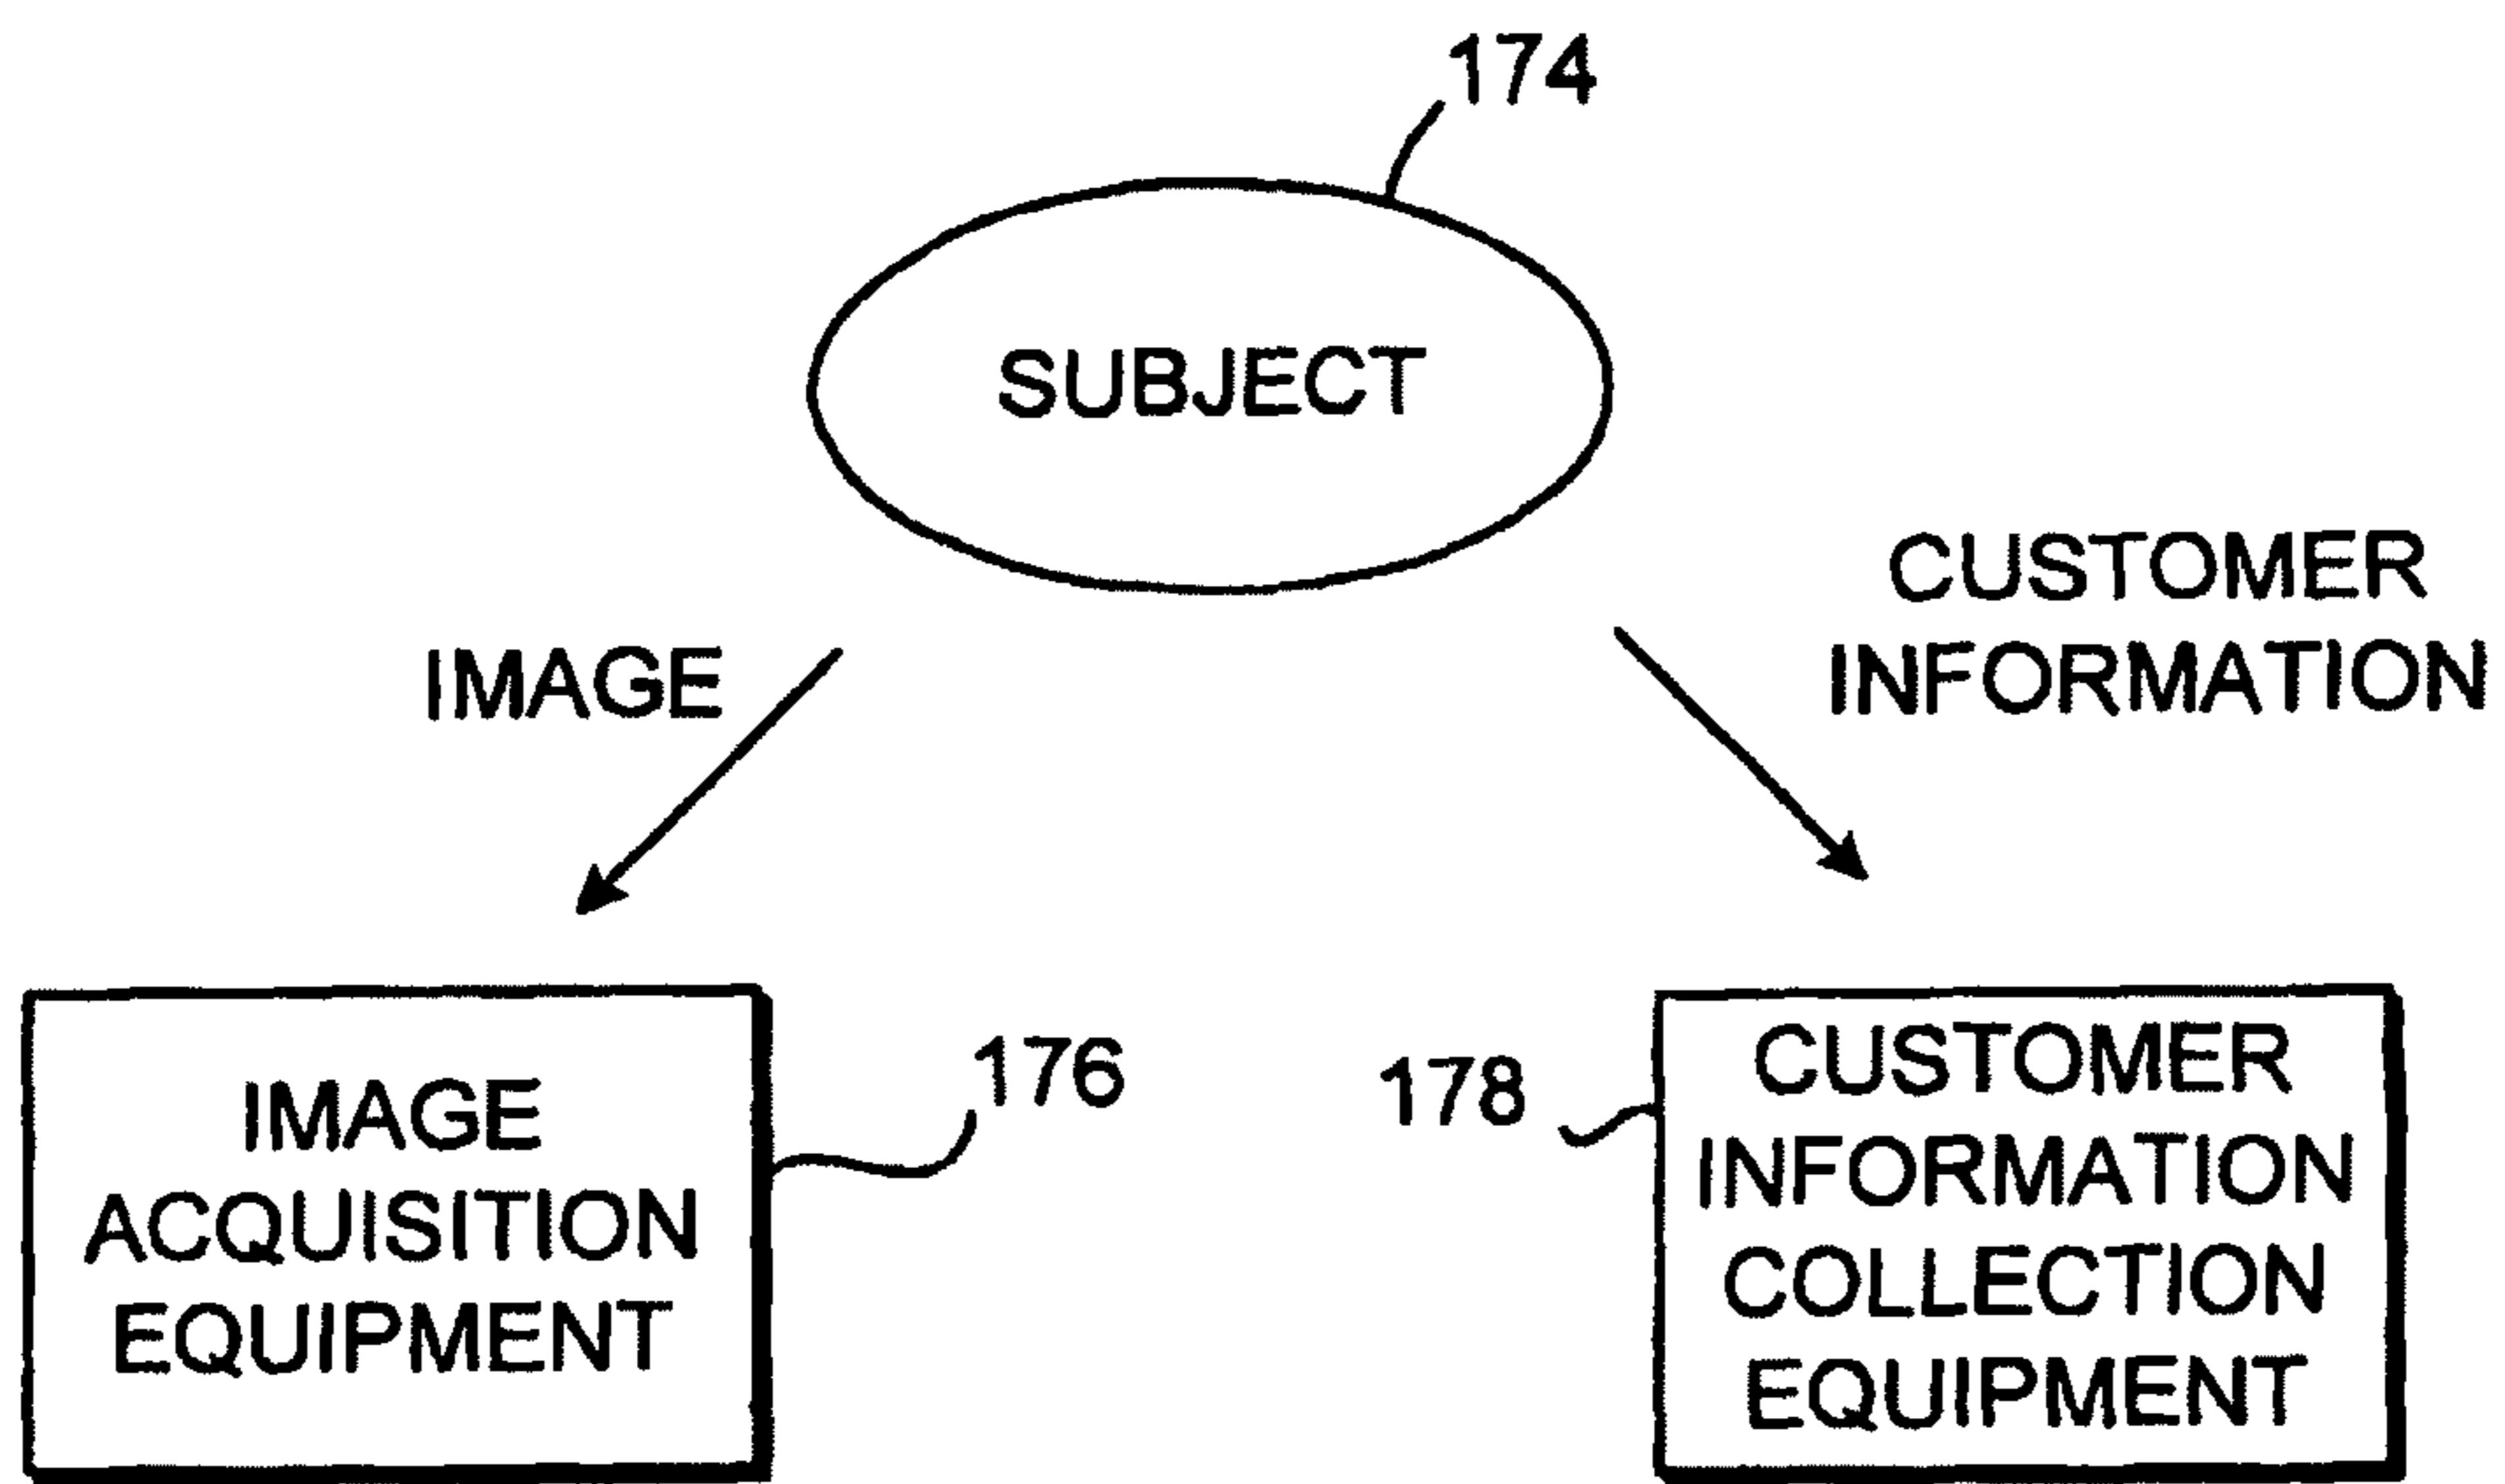 174
SUBJECT
IMAGE
CUSTOMER
INFORMATION
IMAGE
ACQUISITION
EQUIPMENT
176
178
CUSTOMER
INFORMATION
COLLECTION
EQUIPMENT